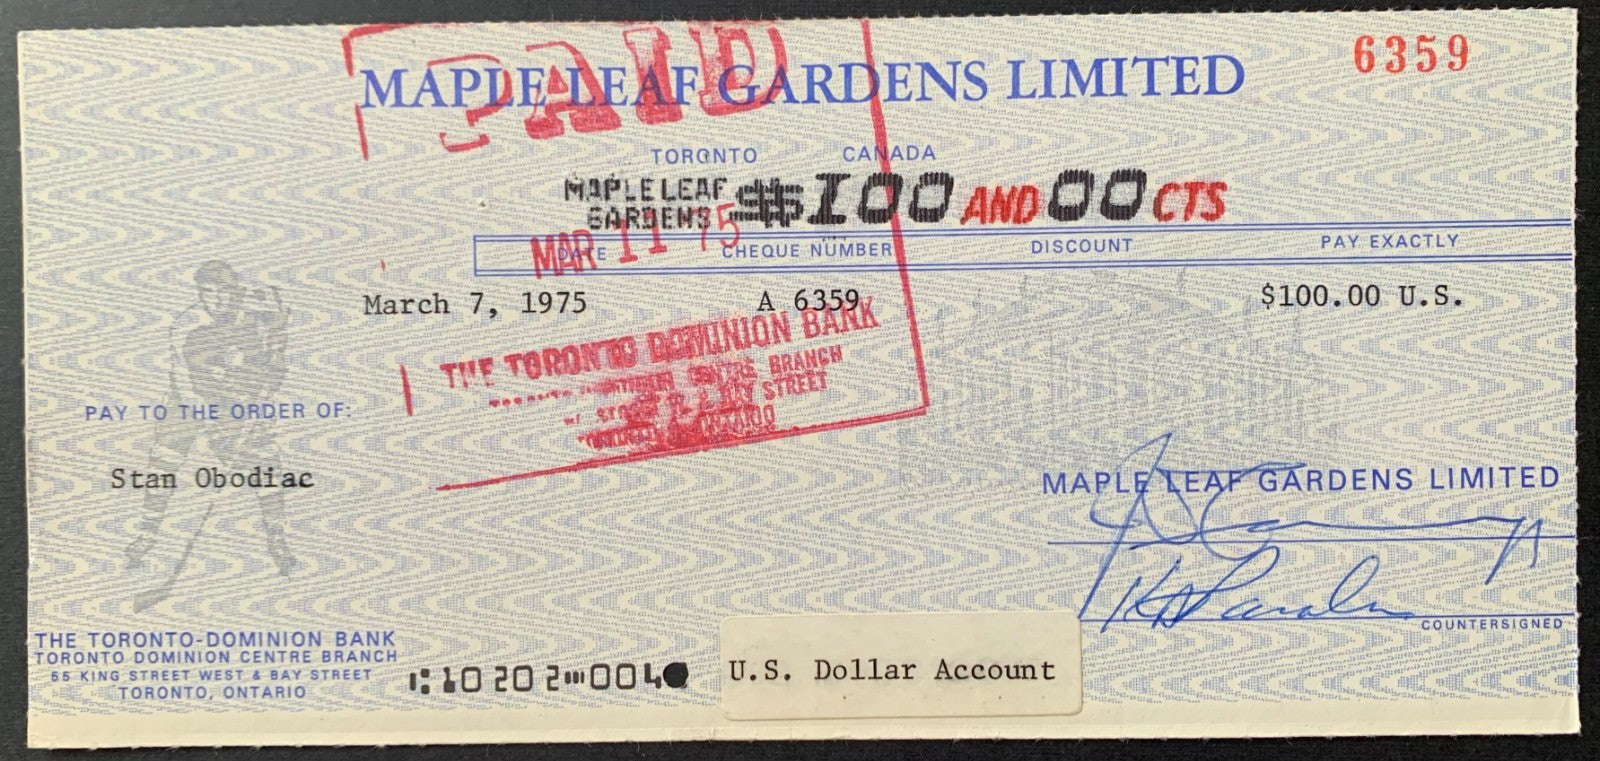 PAID
MAPLE LEAF GARDENS LIMITED
6359
TORONTO CANADA
MAPLE LEAF
GARDENS
$100 AND 00 CTS
MAR 11 75
DATE CHEQUE NUMBER DISCOUNT PAY EXACTLY
March 7, 1975 A 6359 $100.00 U.S.
THE TORONTO DOMINION BANK
CENTRE BRANCH
BAY STREET
ONTARIO
PAY TO THE ORDER OF:
Stan Obodiac
MAPLE LEAF GARDENS LIMITED
COUNTERSIGNED
THE TORONTO-DOMINION BANK
TORONTO DOMINION CENTRE BRANCH
55 KING STREET WEST & BAY STREET
TORONTO, ONTARIO
⑆10202⑉004
U.S. Dollar Account